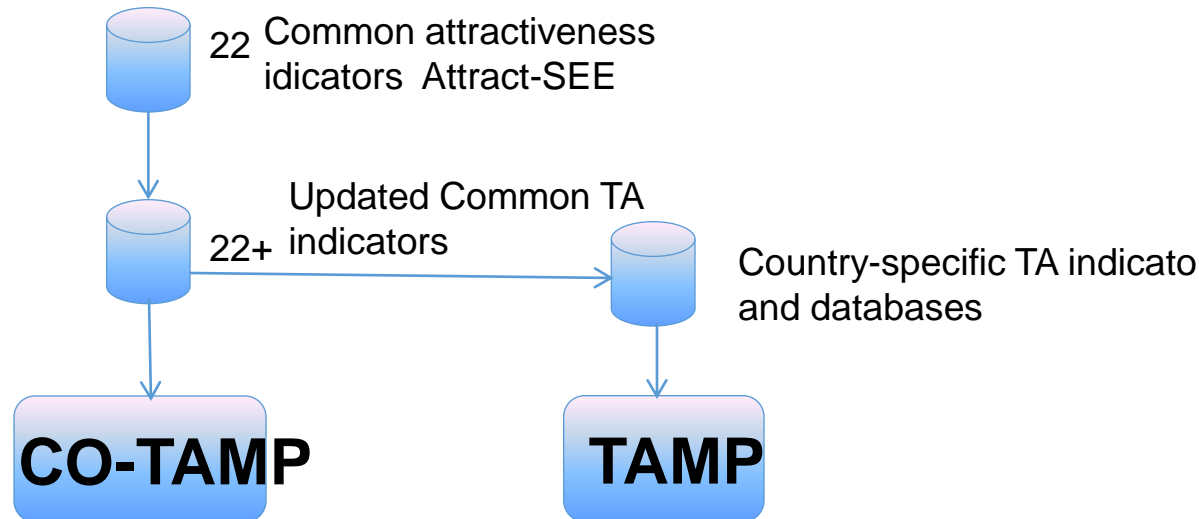 22 Common attractiveness
idicators Attract-SEE
22+ Updated Common TA
indicators
Country-specific TA indicato
and databases
CO-TAMP
TAMP